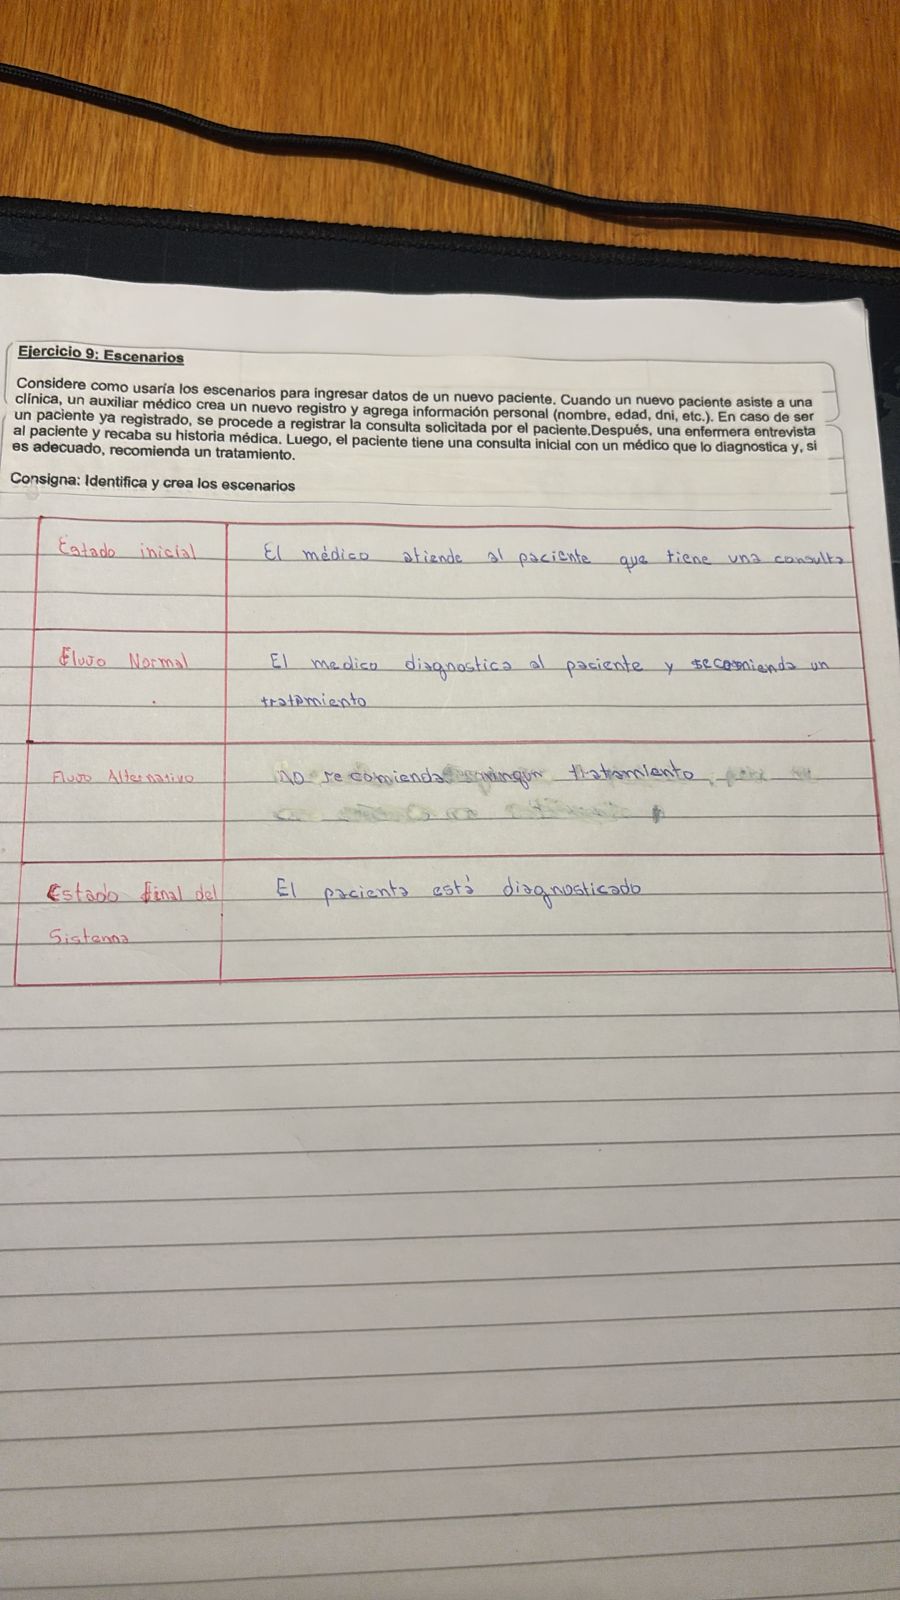 Ejercicio 9: Escenarios
Considere como usaría los escenarios para ingresar datos de un nuevo paciente. Cuando un nuevo paciente asiste a una
clínica, un auxiliar médico crea un nuevo registro y agrega información personal (nombre, edad, dni, etc.). En caso de ser
un paciente ya registrado, se procede a registrar la consulta solicitada por el paciente.Después, una enfermera entrevista
al paciente y recaba su historia médica. Luego, el paciente tiene una consulta inicial con un médico que lo diagnostica y, si
es adecuado, recomienda un tratamiento.
Consigna: Identifica y crea los escenarios
Estado inicial
El médico atiende al paciente que tiene una consulta
Flujo Normal
El medico diagnostica al paciente y recomienda un
tratamiento
Flujo Alternativo
NO recomienda ningún tratamiento
Estado final del
Sistema
El paciente está diagnosticado